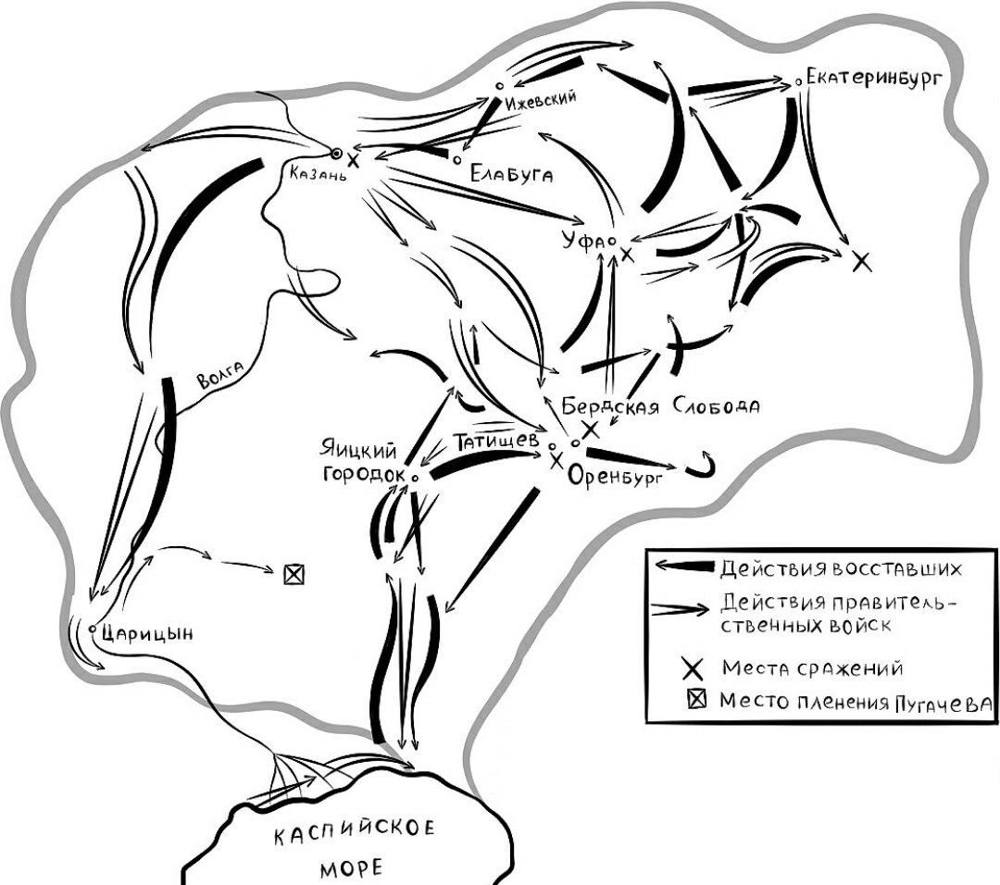 Екатеринбург
Ижевский
Казань
Елабуга
Уфа
Волга
Бердская Слобода
Яицкий
городок
Татищев
Оренбург
Царицын
Действия восставших
Действия правитель-
ственных войск
Места сражений
Место пленения Пугачева
Каспийское
море